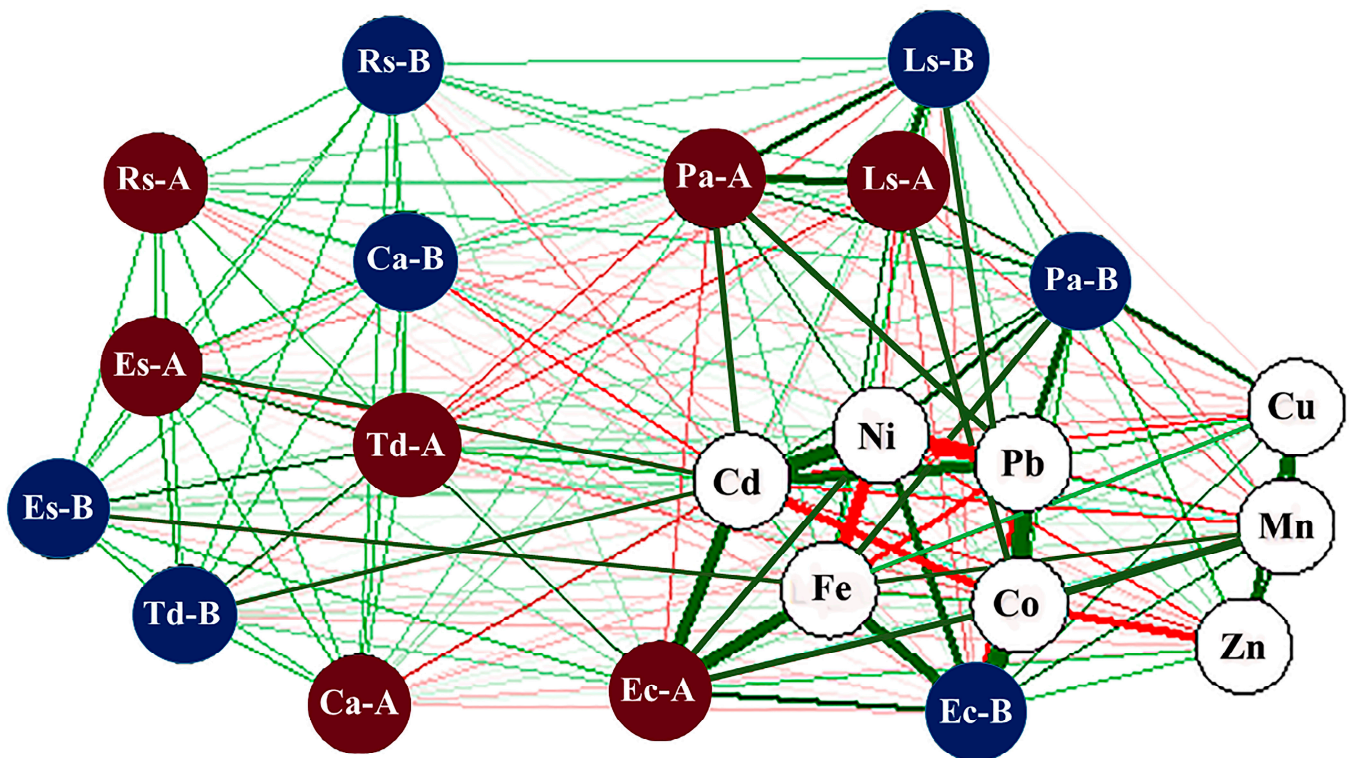 Rs-B
Ls-B
Rs-A
Pa-A
Ls-A
Ca-B
Pa-B
Es-A
Cu
Td-A
Ni
Pb
Cd
Es-B
Mn
Fe
Co
Td-B
Zn
Ca-A
Ec-A
Ec-B